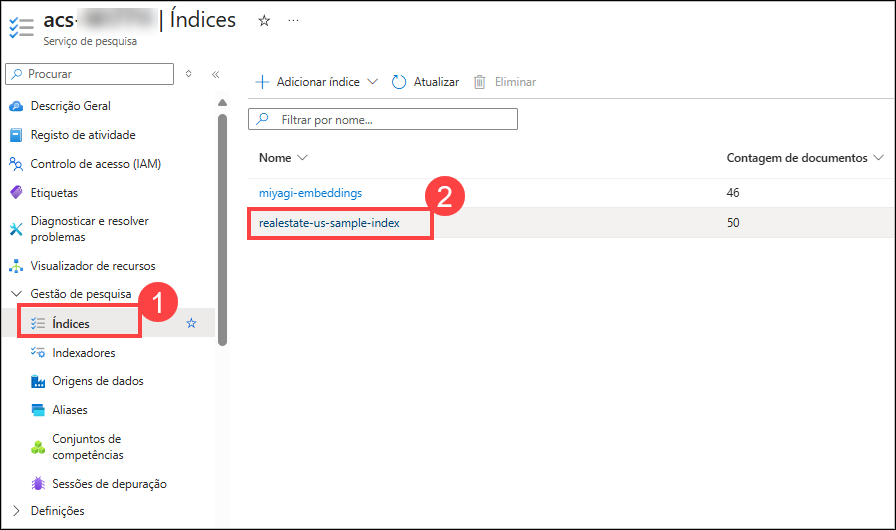 acs- | Índices
Serviço de pesquisa
Procurar
Descrição Geral
Registo de atividade
Controlo de acesso (IAM)
Etiquetas
Diagnosticar e resolver
problemas
Visualizador de recursos
Gestão de pesquisa
1
Índices
Indexadores
Origens de dados
Aliases
Conjuntos de
competências
Sessões de depuração
Definições
Adicionar índice
Atualizar
Eliminar
Filtrar por nome...
Nome
Contagem de documentos
miyagi-embeddings
46
2
realestate-us-sample-index
50